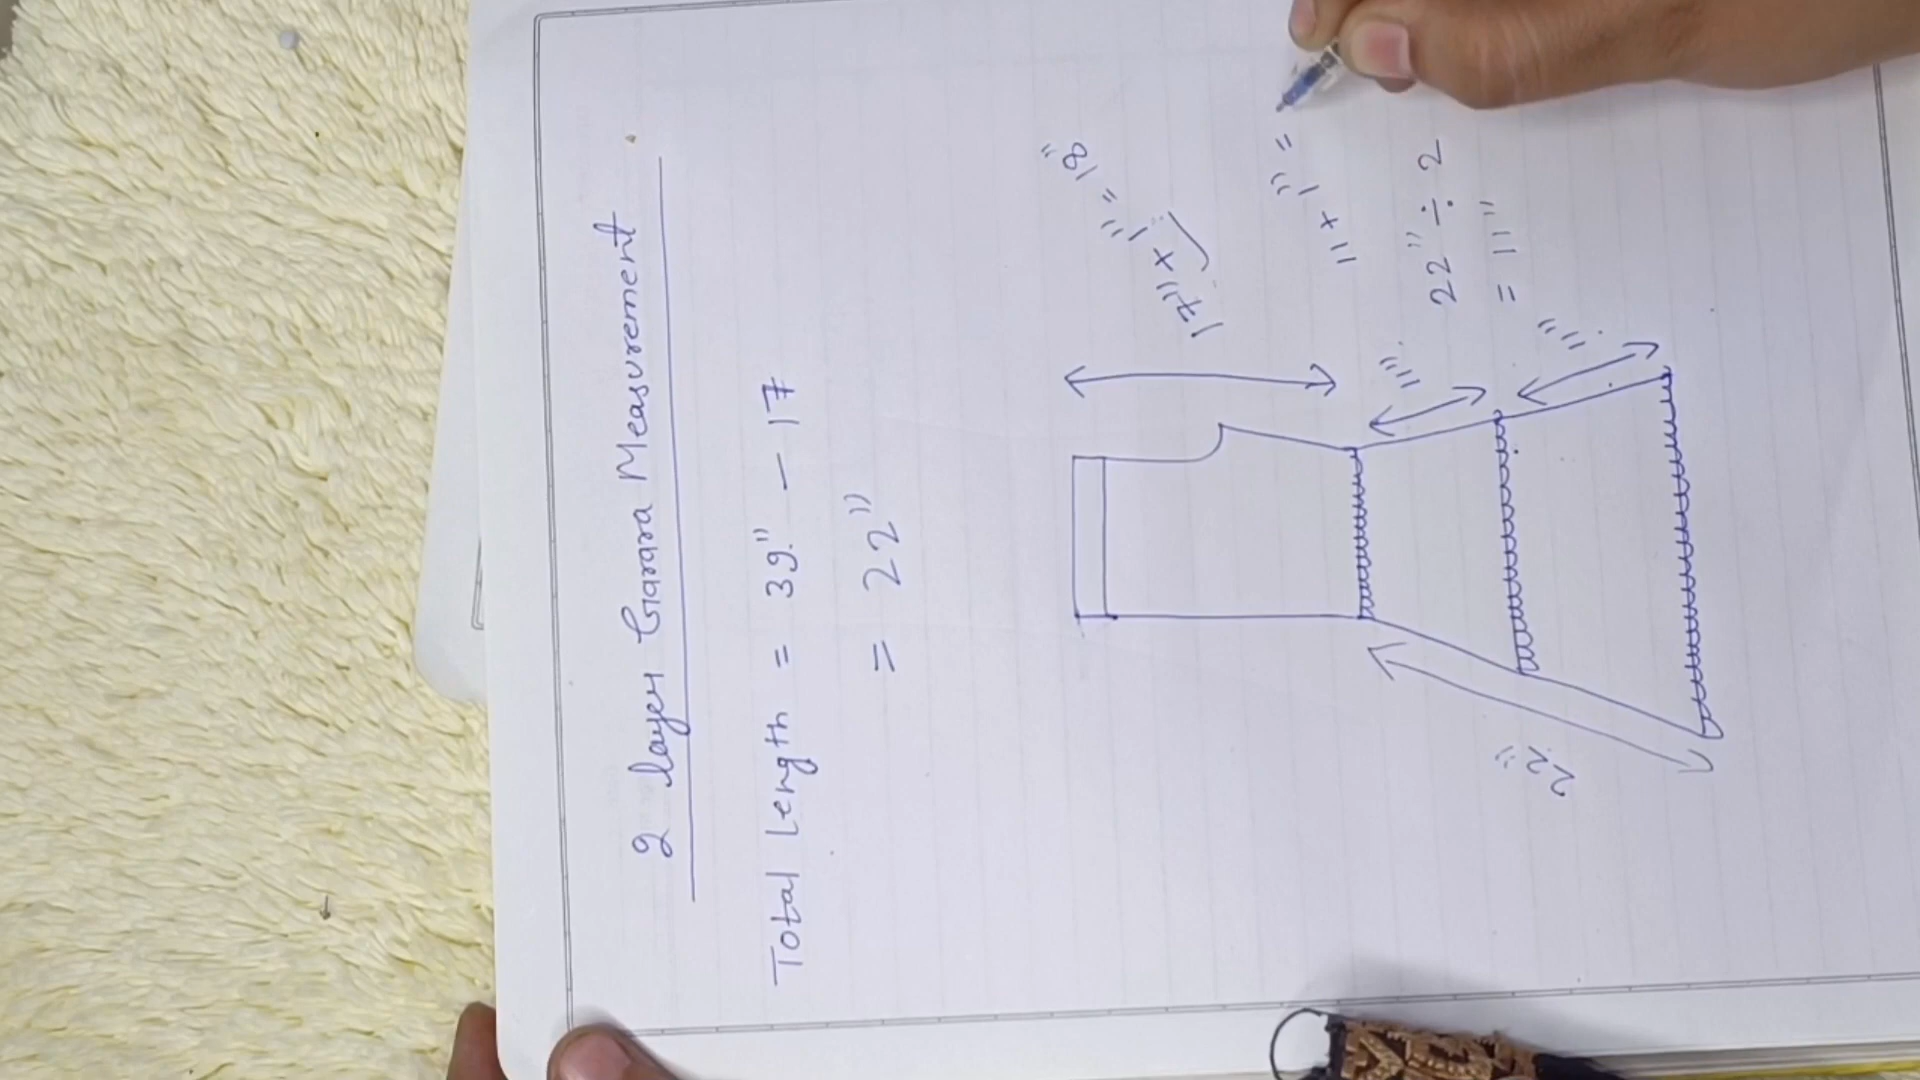 2 layer Garara Measurement
Total Length = 39" - 17
= 22"
17" + 1" = 18"
11 + 1" =
22" ÷ 2
= 11"
11"
11"
22"